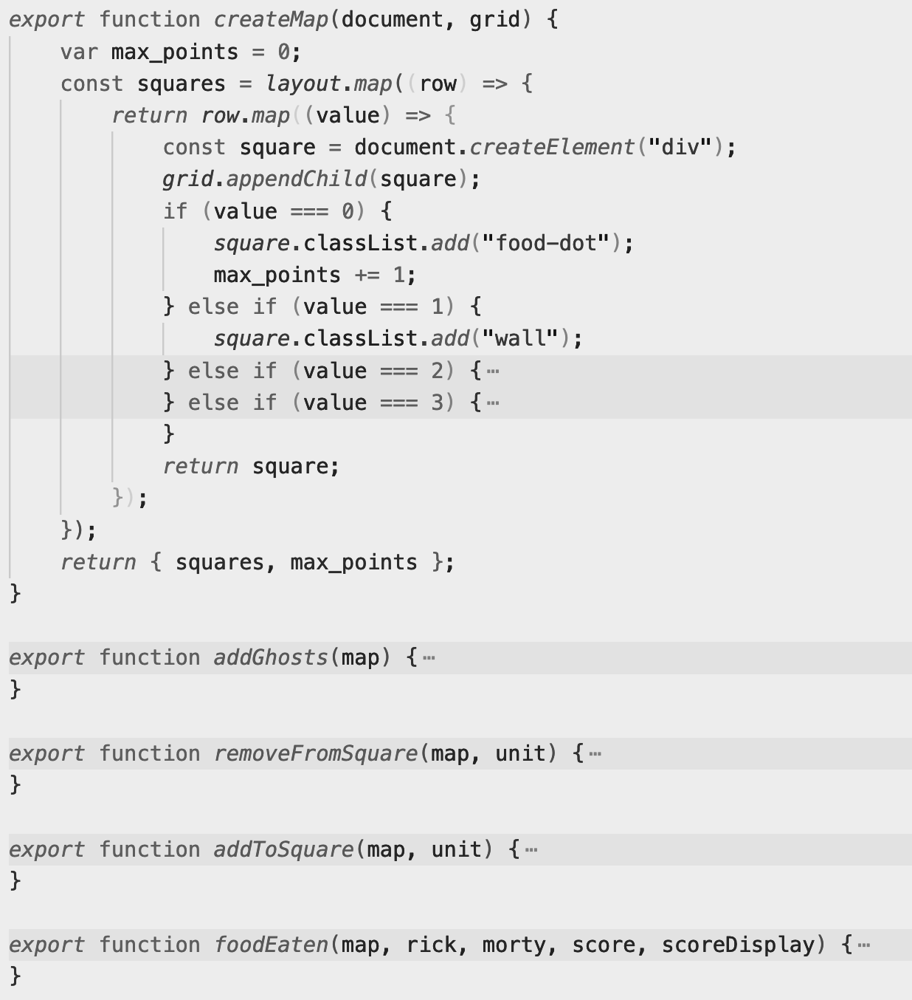 export function createMap(document, grid) {
    var max_points = 0;
    const squares = layout.map((row) => {
        return row.map((value) => {
            const square = document.createElement("div");
            grid.appendChild(square);
            if (value === 0) {
                square.classList.add("food-dot");
                max_points += 1;
            } else if (value === 1) {
                square.classList.add("wall");
            } else if (value === 2) {⋯
            } else if (value === 3) {⋯
            }
            return square;
        });
    });
    return { squares, max_points };
}
export function addGhosts(map) {⋯
}
export function removeFromSquare(map, unit) {⋯
}
export function addToSquare(map, unit) {⋯
}
export function foodEaten(map, rick, morty, score, scoreDisplay) {⋯
}